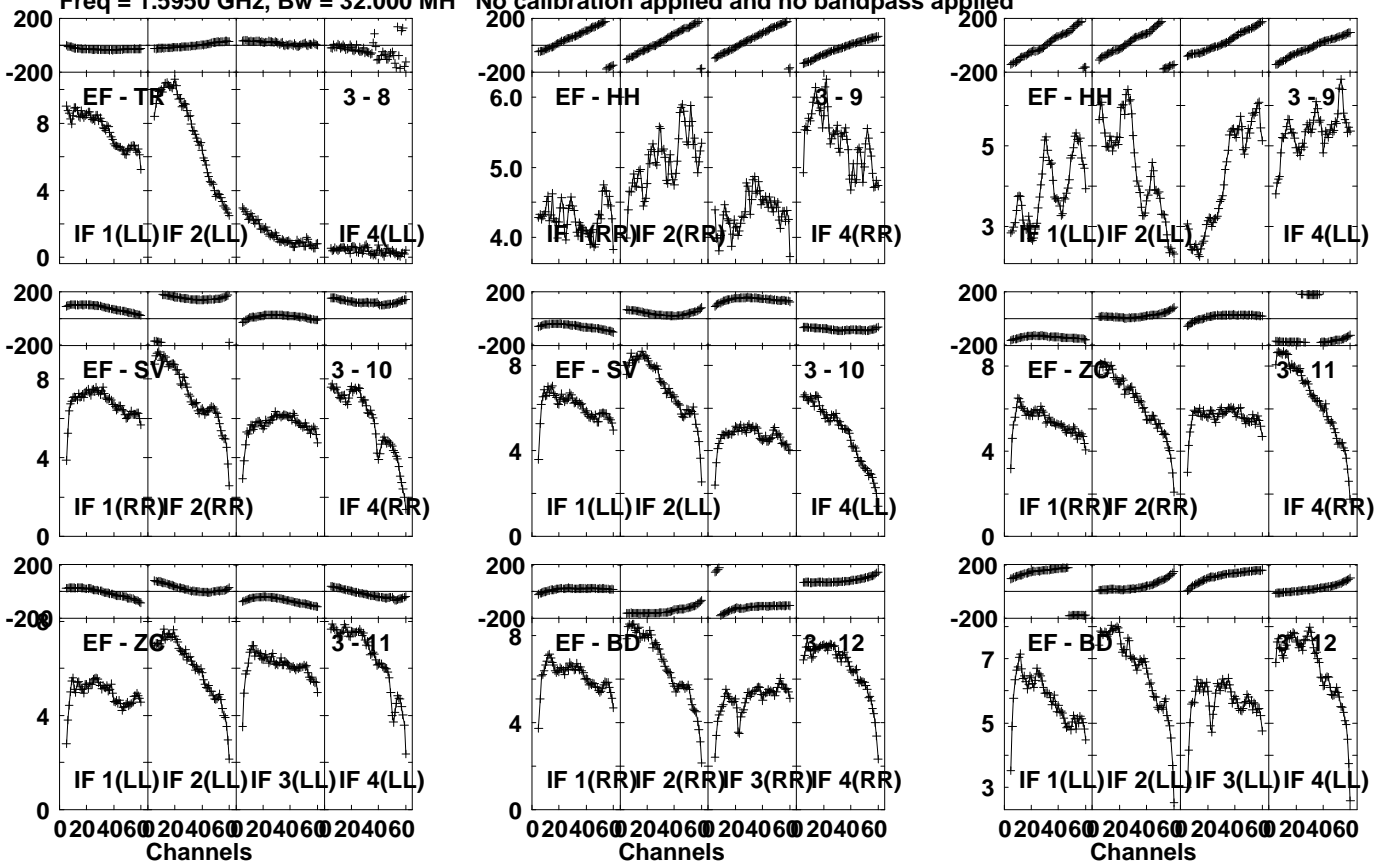 Freq = 1.5950 GHz, Bw = 32.000 MH No calibration applied and no bandpass applied
200
-200
EF - TR 3 - 8
8
4
0
IF 1(LL) IF 2(LL) IF 4(LL)
EF - HH 3 - 9
6.0
5.0
4.0
IF 1(RR) IF 2(RR) IF 4(RR)
200
-200
EF - HH 3 - 9
5
3
IF 1(LL) IF 2(LL) IF 4(LL)
200
-200
EF - SV 3 - 10
8
4
0
IF 1(RR) IF 2(RR) IF 4(RR)
200
-200
EF - SV 3 - 10
8
4
0
IF 1(LL) IF 2(LL) IF 4(LL)
200
-200
EF - ZC 3 - 11
8
4
0
IF 1(RR) IF 2(RR) IF 4(RR)
200
-200
EF - ZC 3 - 11
8
4
0
IF 1(LL) IF 2(LL) IF 3(LL) IF 4(LL)
0 20 40 60 0 20 40 60 0 20 40 60 0 20 40 60
Channels
200
-200
EF - BD 3 - 12
8
4
0
IF 1(RR) IF 2(RR) IF 3(RR) IF 4(RR)
0 20 40 60 0 20 40 60 0 20 40 60 0 20 40 60
Channels
200
-200
EF - BD 3 - 12
7
5
3
IF 1(LL) IF 2(LL) IF 3(LL) IF 4(LL)
0 20 40 60 0 20 40 60 0 20 40 60 0 20 40 60
Channels